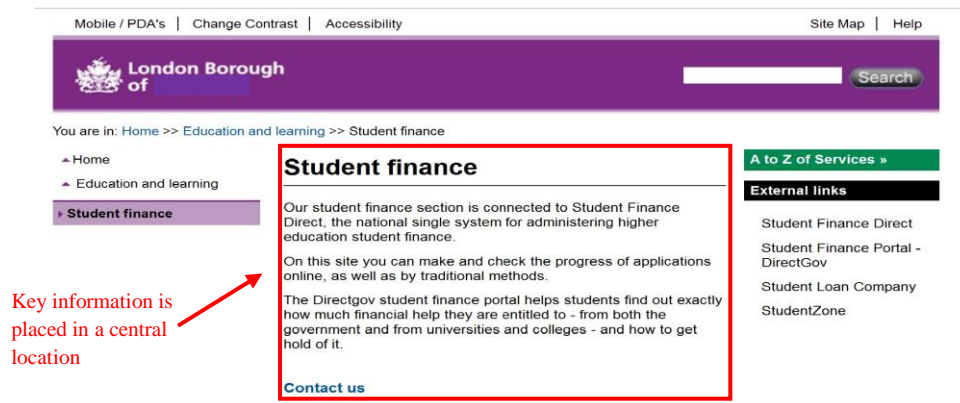 Mobile / PDA's | Change Contrast | Accessibility
Site Map | Help
London Borough
of
Search
You are in: Home >> Education and learning >> Student finance
Home
Education and learning
Student finance
Student finance
Our student finance section is connected to Student Finance
Direct, the national single system for administering higher
education student finance.
On this site you can make and check the progress of applications
online, as well as by traditional methods.
The Directgov student finance portal helps students find out exactly
how much financial help they are entitled to - from both the
government and from universities and colleges - and how to get
hold of it.
Contact us
A to Z of Services »
External links
Student Finance Direct
Student Finance Portal -
DirectGov
Student Loan Company
StudentZone
Key information is
placed in a central
location